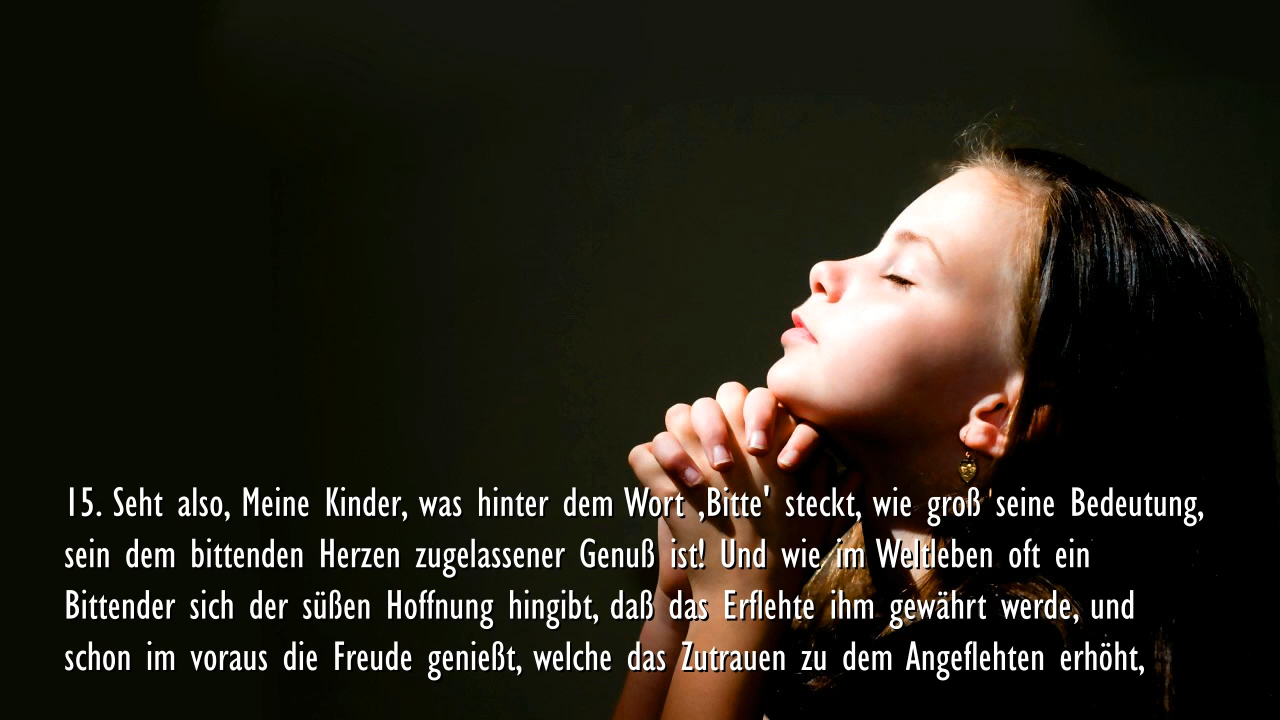 15. Seht also, Meine Kinder, was hinter dem Wort ‚Bitte' steckt, wie groß seine Bedeutung,
sein dem bittenden Herzen zugelassener Genuß ist! Und wie im Weltleben oft ein
Bittender sich der süßen Hoffnung hingibt, daß das Erflehte ihm gewährt werde, und
schon im voraus die Freude genießt, welche das Zutrauen zu dem Angeflehten erhöht,